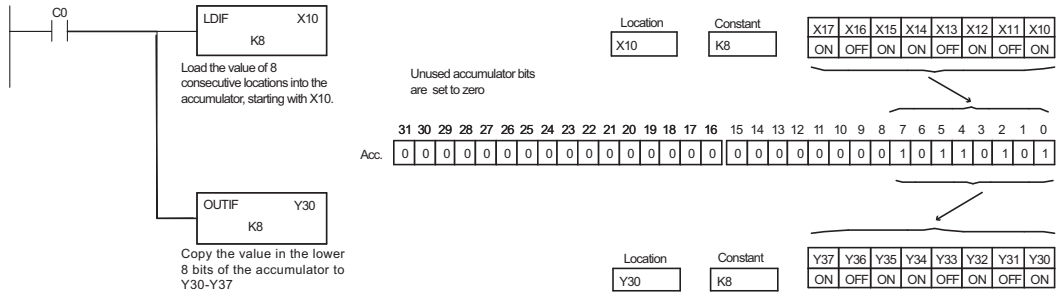 C0
LDIF X10
K8
Load the value of 8
consecutive locations into the
accumulator, starting with X10.
Location Constant
X10 K8
X17 X16 X15 X14 X13 X12 X11 X10
ON OFF ON ON OFF ON OFF ON
Unused accumulator bits
are set to zero
31 30 29 28 27 26 25 24 23 22 21 20 19 18 17 16 15 14 13 12 11 10 9 8 7 6 5 4 3 2 1 0
Acc. 0 0 0 0 0 0 0 0 0 0 0 0 0 0 0 0 0 0 0 0 0 0 0 0 1 0 1 1 0 1 0 1
OUTIF Y30
K8
Copy the value in the lower
8 bits of the accumulator to
Y30-Y37
Location Constant
Y30 K8
Y37 Y36 Y35 Y34 Y33 Y32 Y31 Y30
ON OFF ON ON OFF ON OFF ON